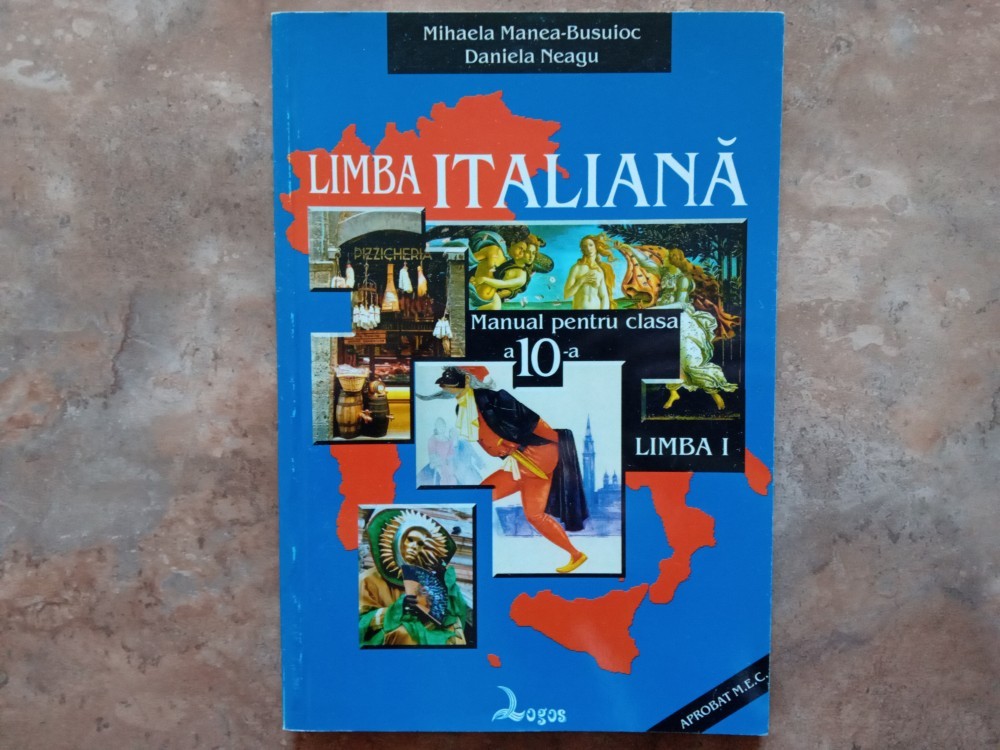 Mihaela Manea-Busuioc
Daniela Neagu
LIMBA ITALIANĂ
PIZZICHERIA
Manual pentru clasa
a 10-a
LIMBA I
Logos
APROBAT M.E.C.